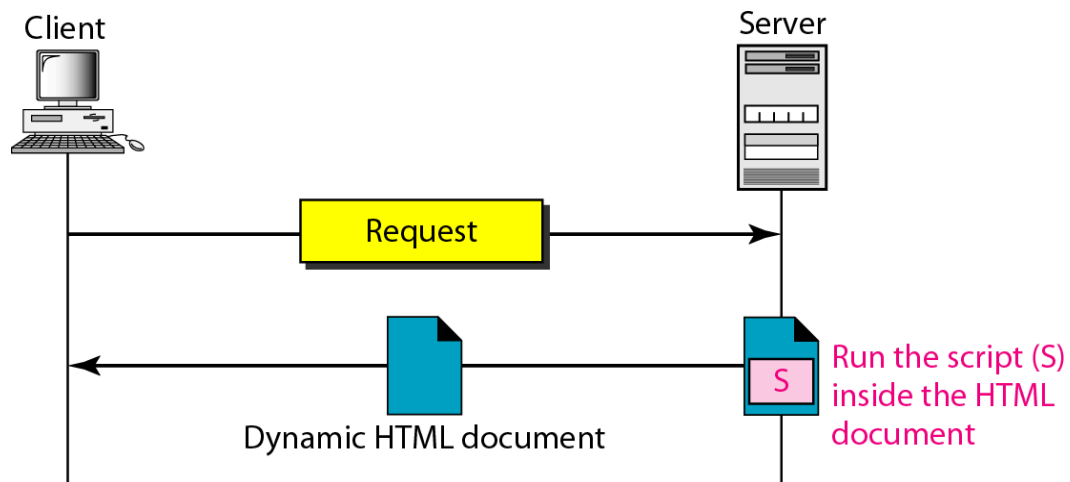 Client
Server
Request
S
Run the script (S)
inside the HTML
document
Dynamic HTML document